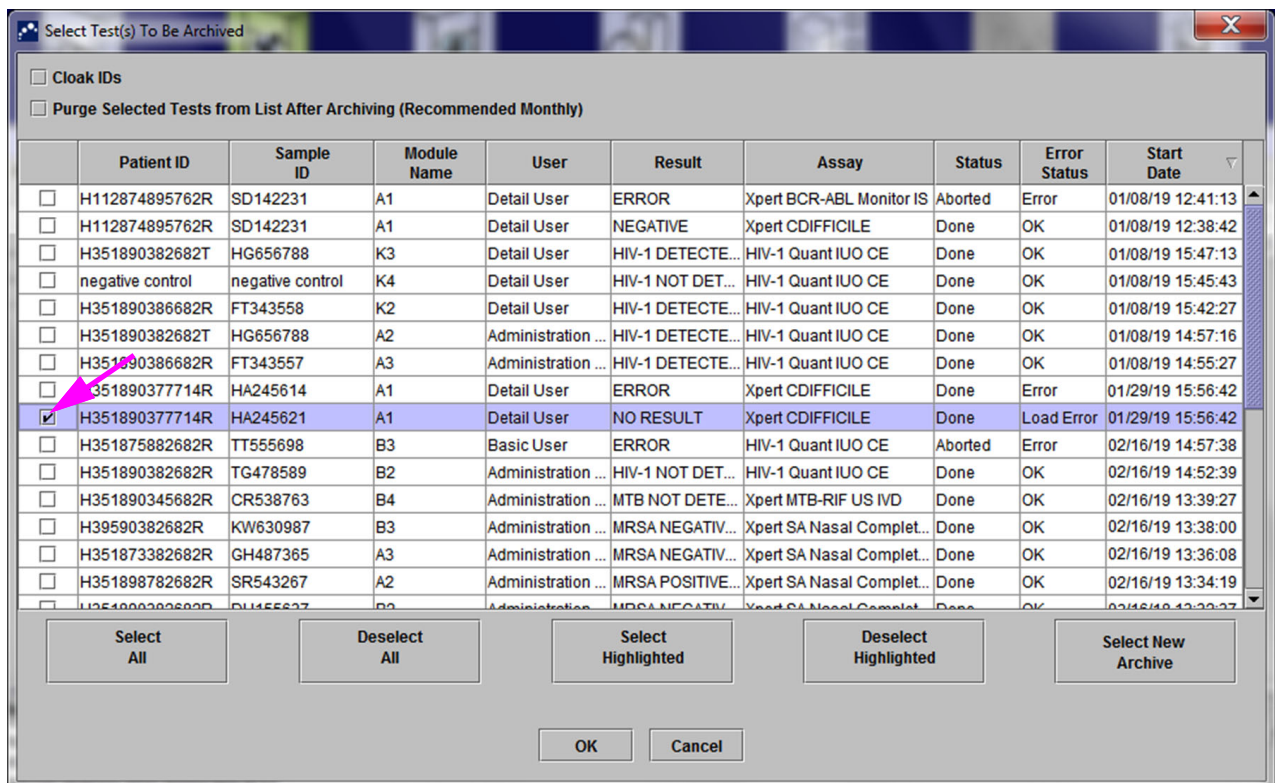 Select Test(s) To Be Archived
Cloak IDs
Purge Selected Tests from List After Archiving (Recommended Monthly)
Patient ID Sample ID Module Name User Result Assay Status Error Status Start Date
H112874895762R SD142231 A1 Detail User ERROR Xpert BCR-ABL Monitor IS Aborted Error 01/08/19 12:41:13
H112874895762R SD142231 A1 Detail User NEGATIVE Xpert CDIFFICILE Done OK 01/08/19 12:38:42
H351890382682T HG656788 K3 Detail User HIV-1 DETECTE... HIV-1 Quant IUO CE Done OK 01/08/19 15:47:13
negative control negative control K4 Detail User HIV-1 NOT DET... HIV-1 Quant IUO CE Done OK 01/08/19 15:45:43
H351890386682R FT343558 K2 Detail User HIV-1 DETECTE... HIV-1 Quant IUO CE Done OK 01/08/19 15:42:27
H351890382682T HG656788 A2 Administration ... HIV-1 DETECTE... HIV-1 Quant IUO CE Done OK 01/08/19 14:57:16
H351890386682R FT343557 A3 Administration ... HIV-1 DETECTE... HIV-1 Quant IUO CE Done OK 01/08/19 14:55:27
H351890377714R HA245614 A1 Detail User ERROR Xpert CDIFFICILE Done Error 01/29/19 15:56:42
H351890377714R HA245621 A1 Detail User NO RESULT Xpert CDIFFICILE Done Load Error 01/29/19 15:56:42
H351875882682R TT555698 B3 Basic User ERROR HIV-1 Quant IUO CE Aborted Error 02/16/19 14:57:38
H351890382682R TG478589 B2 Administration ... HIV-1 NOT DET... HIV-1 Quant IUO CE Done OK 02/16/19 14:52:39
H351890345682R CR538763 B4 Administration ... MTB NOT DETE... Xpert MTB-RIF US IVD Done OK 02/16/19 13:39:27
H39590382682R KW630987 B3 Administration ... MRSA NEGATIV... Xpert SA Nasal Complet... Done OK 02/16/19 13:38:00
H351873382682R GH487365 A3 Administration ... MRSA NEGATIV... Xpert SA Nasal Complet... Done OK 02/16/19 13:36:08
H351898782682R SR543267 A2 Administration ... MRSA POSITIVE... Xpert SA Nasal Complet... Done OK 02/16/19 13:34:19
Select All Deselect All Select Highlighted Deselect Highlighted Select New Archive
OK Cancel